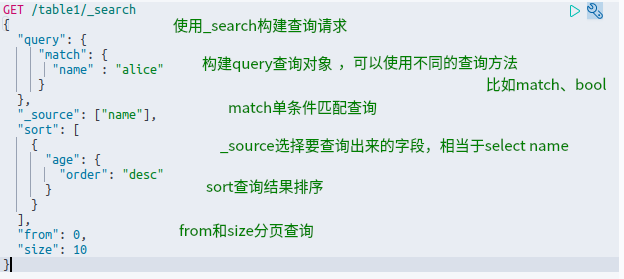 GET /table1/_search
使用_search构建查询请求
{
"query": {
"match": {
构建query查询对象 ，可以使用不同的查询方法
"name" : "alice"
比如match、bool
}
},
match单条件匹配查询
"_source": ["name"],
"sort": [
{
_source选择要查询出来的字段，相当于select name
"age": {
"order": "desc"
sort查询结果排序
}
}
],
from和size分页查询
"from": 0,
"size": 10
}